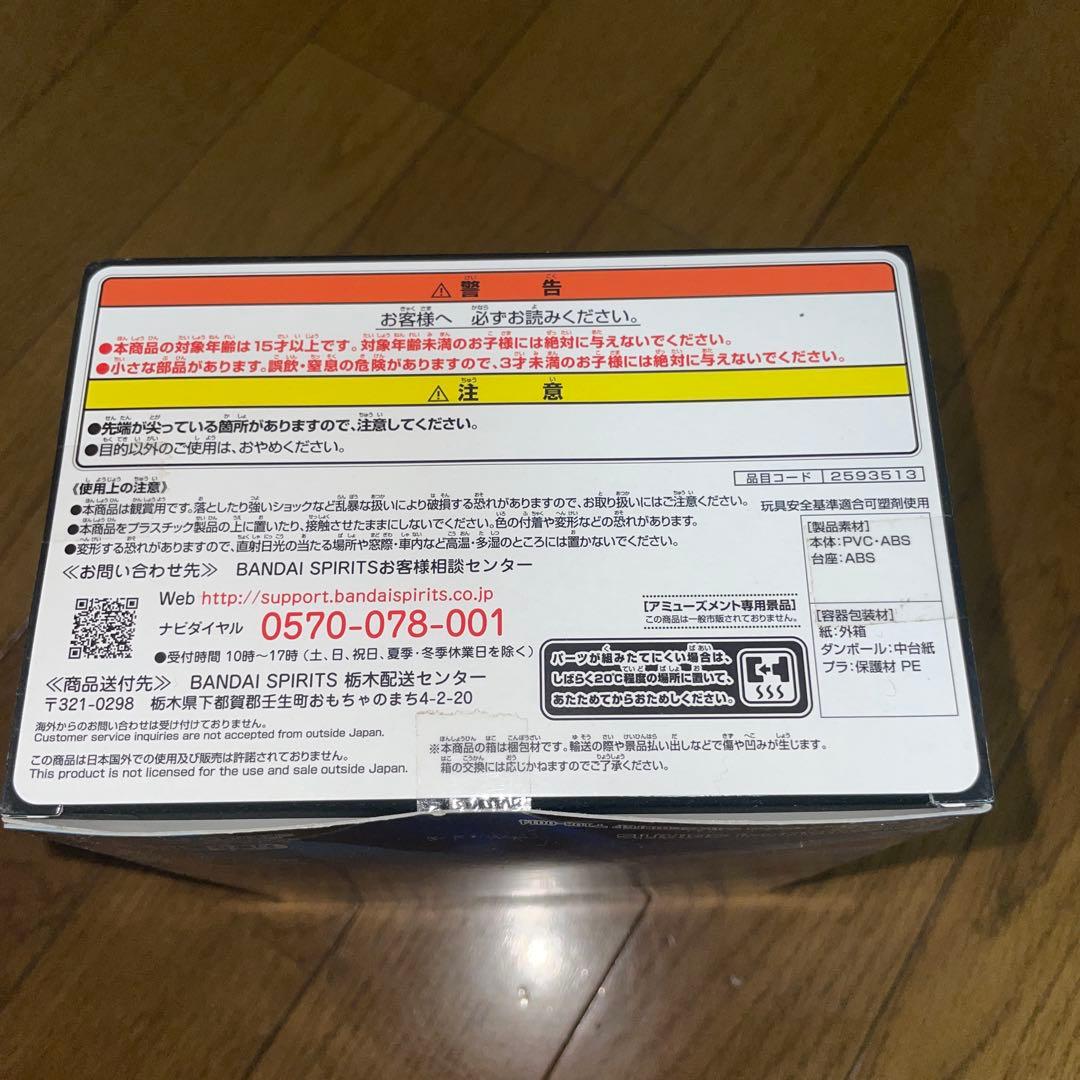 ⚠警告
お客様へ 必ずお読みください。
●本商品の対象年齢は15才以上です。対象年齢未満のお子様には絶対に与えないでください。
●小さな部品があります。誤飲・窒息の危険がありますので、3才未満のお子様には絶対に与えないでください。
⚠注意
●先端が尖っている箇所がありますので、注意してください。
●目的以外のご使用は、おやめください。
品目コード 2593513
《使用上の注意》
玩具安全基準適合可塑剤使用
●本商品は観賞用です。落としたり強いショックなど乱暴な扱いにより破損する恐れがありますので、お取り扱いにはご注意ください。
●本商品をプラスチック製品の上に置いたり、接触させたままにしないでください。色の付着や変形などの恐れがあります。
●変形する恐れがありますので、直射日光の当たる場所や窓際・車内など高温・多湿のところには置かないでください。
[製品素材]
本体:PVC・ABS
台座:ABS
≪お問い合わせ先≫ BANDAI SPIRITSお客様相談センター
Web http://support.bandaispirits.co.jp
ナビダイヤル 0570-078-001
●受付時間 10時〜17時(土、日、祝日、夏季・冬季休業日を除く)
[アミューズメント専用景品]
この商品は一般市販されておりません。
[容器包装材]
紙:外箱
ダンボール:中台紙
プラ:保護材 PE
パーツが組みたてにくい場合は、
しばらく20℃程度の場所に置いて、
あたためてからおためしください。
≪商品送付先≫ BANDAI SPIRITS 栃木配送センター
〒321-0298 栃木県下都賀郡壬生町おもちゃのまち4-2-20
海外からのお問い合わせは受け付けておりません。
Customer service inquiries are not accepted from outside Japan.
この商品は日本国外での使用及び販売は許諾されておりません。
This product is not licensed for the use and sale outside Japan.
※本商品の箱は梱包材です。輸送の際や景品払い出しなどで傷や凹みが生じます。
箱の交換には応じかねますのでご了承ください。